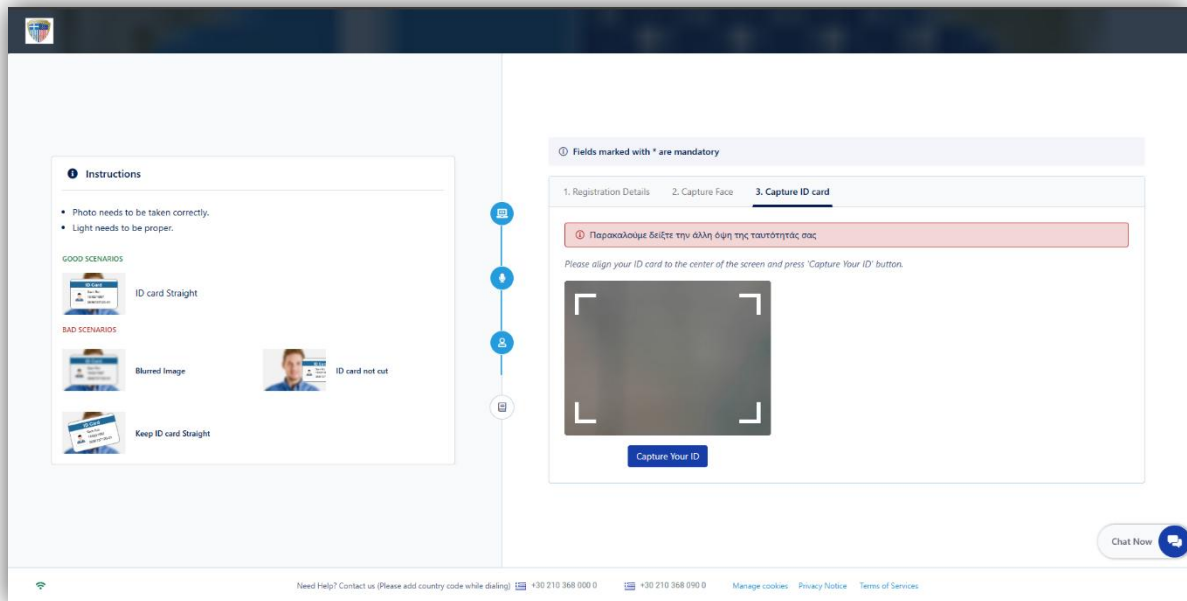 Instructions
Photo needs to be taken correctly.
Light needs to be proper.
GOOD SCENARIOS
ID Card
ID card Straight
BAD SCENARIOS
Blurred Image
ID card not cut
ID Card
Keep ID card Straight
Fields marked with * are mandatory
1. Registration Details 2. Capture Face 3. Capture ID card
Παρακαλούμε δείξτε την άλλη όψη της ταυτότητάς σας
Please align your ID card to the center of the screen and press 'Capture Your ID' button.
Capture Your ID
Chat Now
Need Help? Contact us (Please add country code while dialing) +30 210 368 000 0 +30 210 368 090 0 Manage cookies Privacy Notice Terms of Services